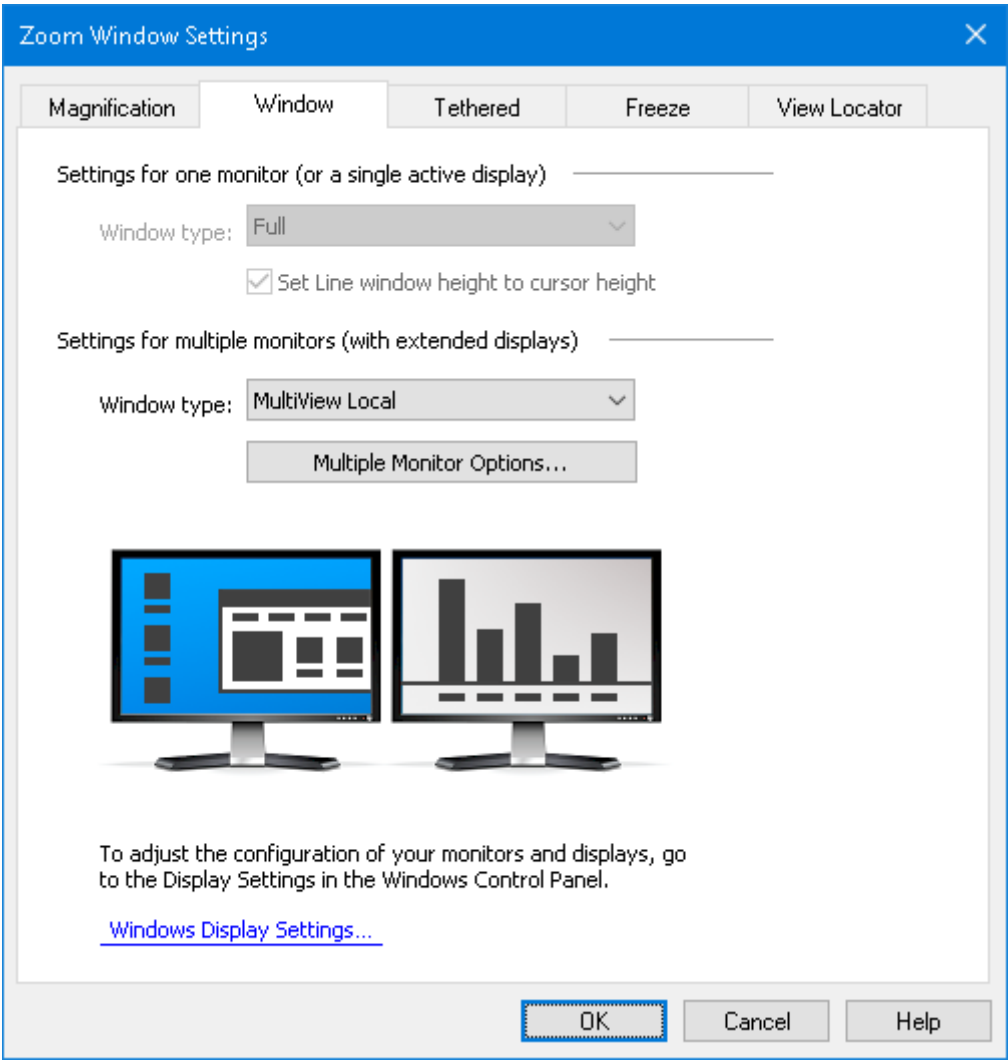 Zoom Window Settings
Magnification Window Tethered Freeze View Locator
Settings for one monitor (or a single active display)
Window type: Full
Set Line window height to cursor height
Settings for multiple monitors (with extended displays)
Window type: MultiView Local
Multiple Monitor Options...
To adjust the configuration of your monitors and displays, go
to the Display Settings in the Windows Control Panel.
Windows Display Settings...
OK Cancel Help